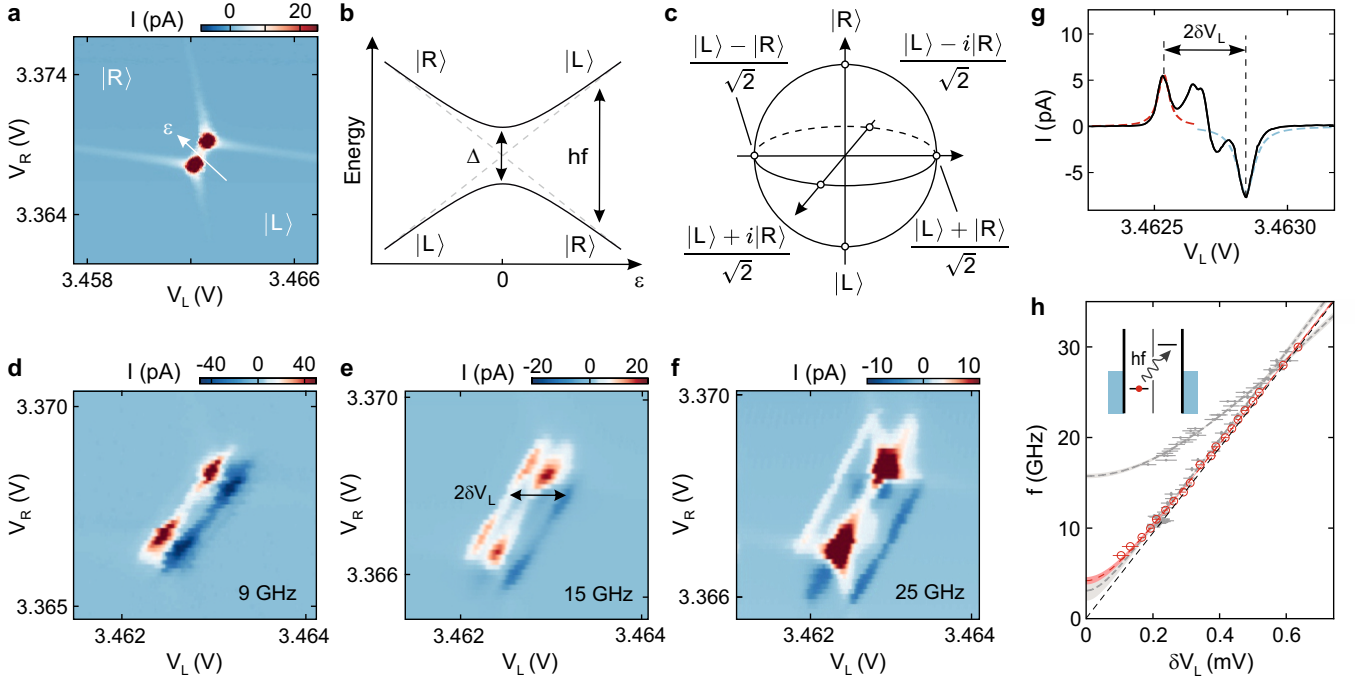 a
I (pA)
0
20
3.374
3.364
V_R (V)
|R⟩
ε
|L⟩
3.458
3.466
V_L (V)
b
Energy
|R⟩
|L⟩
Δ
hf
|L⟩
|R⟩
0
ε
c
|R⟩
|L⟩ − |R⟩
√2
|L⟩ − i|R⟩
√2
|L⟩ + i|R⟩
√2
|L⟩ + |R⟩
√2
|L⟩
g
2δV_L
10
5
0
-5
I (pA)
3.4625
3.4630
V_L (V)
d
I (pA)
-40
0
40
3.370
3.365
V_R (V)
9 GHz
3.462
3.464
V_L (V)
e
I (pA)
-20
0
20
3.370
3.366
V_R (V)
2δV_L
15 GHz
3.462
3.464
V_L (V)
f
I (pA)
-10
0
10
3.370
3.366
V_R (V)
25 GHz
3.462
3.464
V_L (V)
h
hf
30
20
10
0
f (GHz)
0
0.2
0.4
0.6
δV_L (mV)